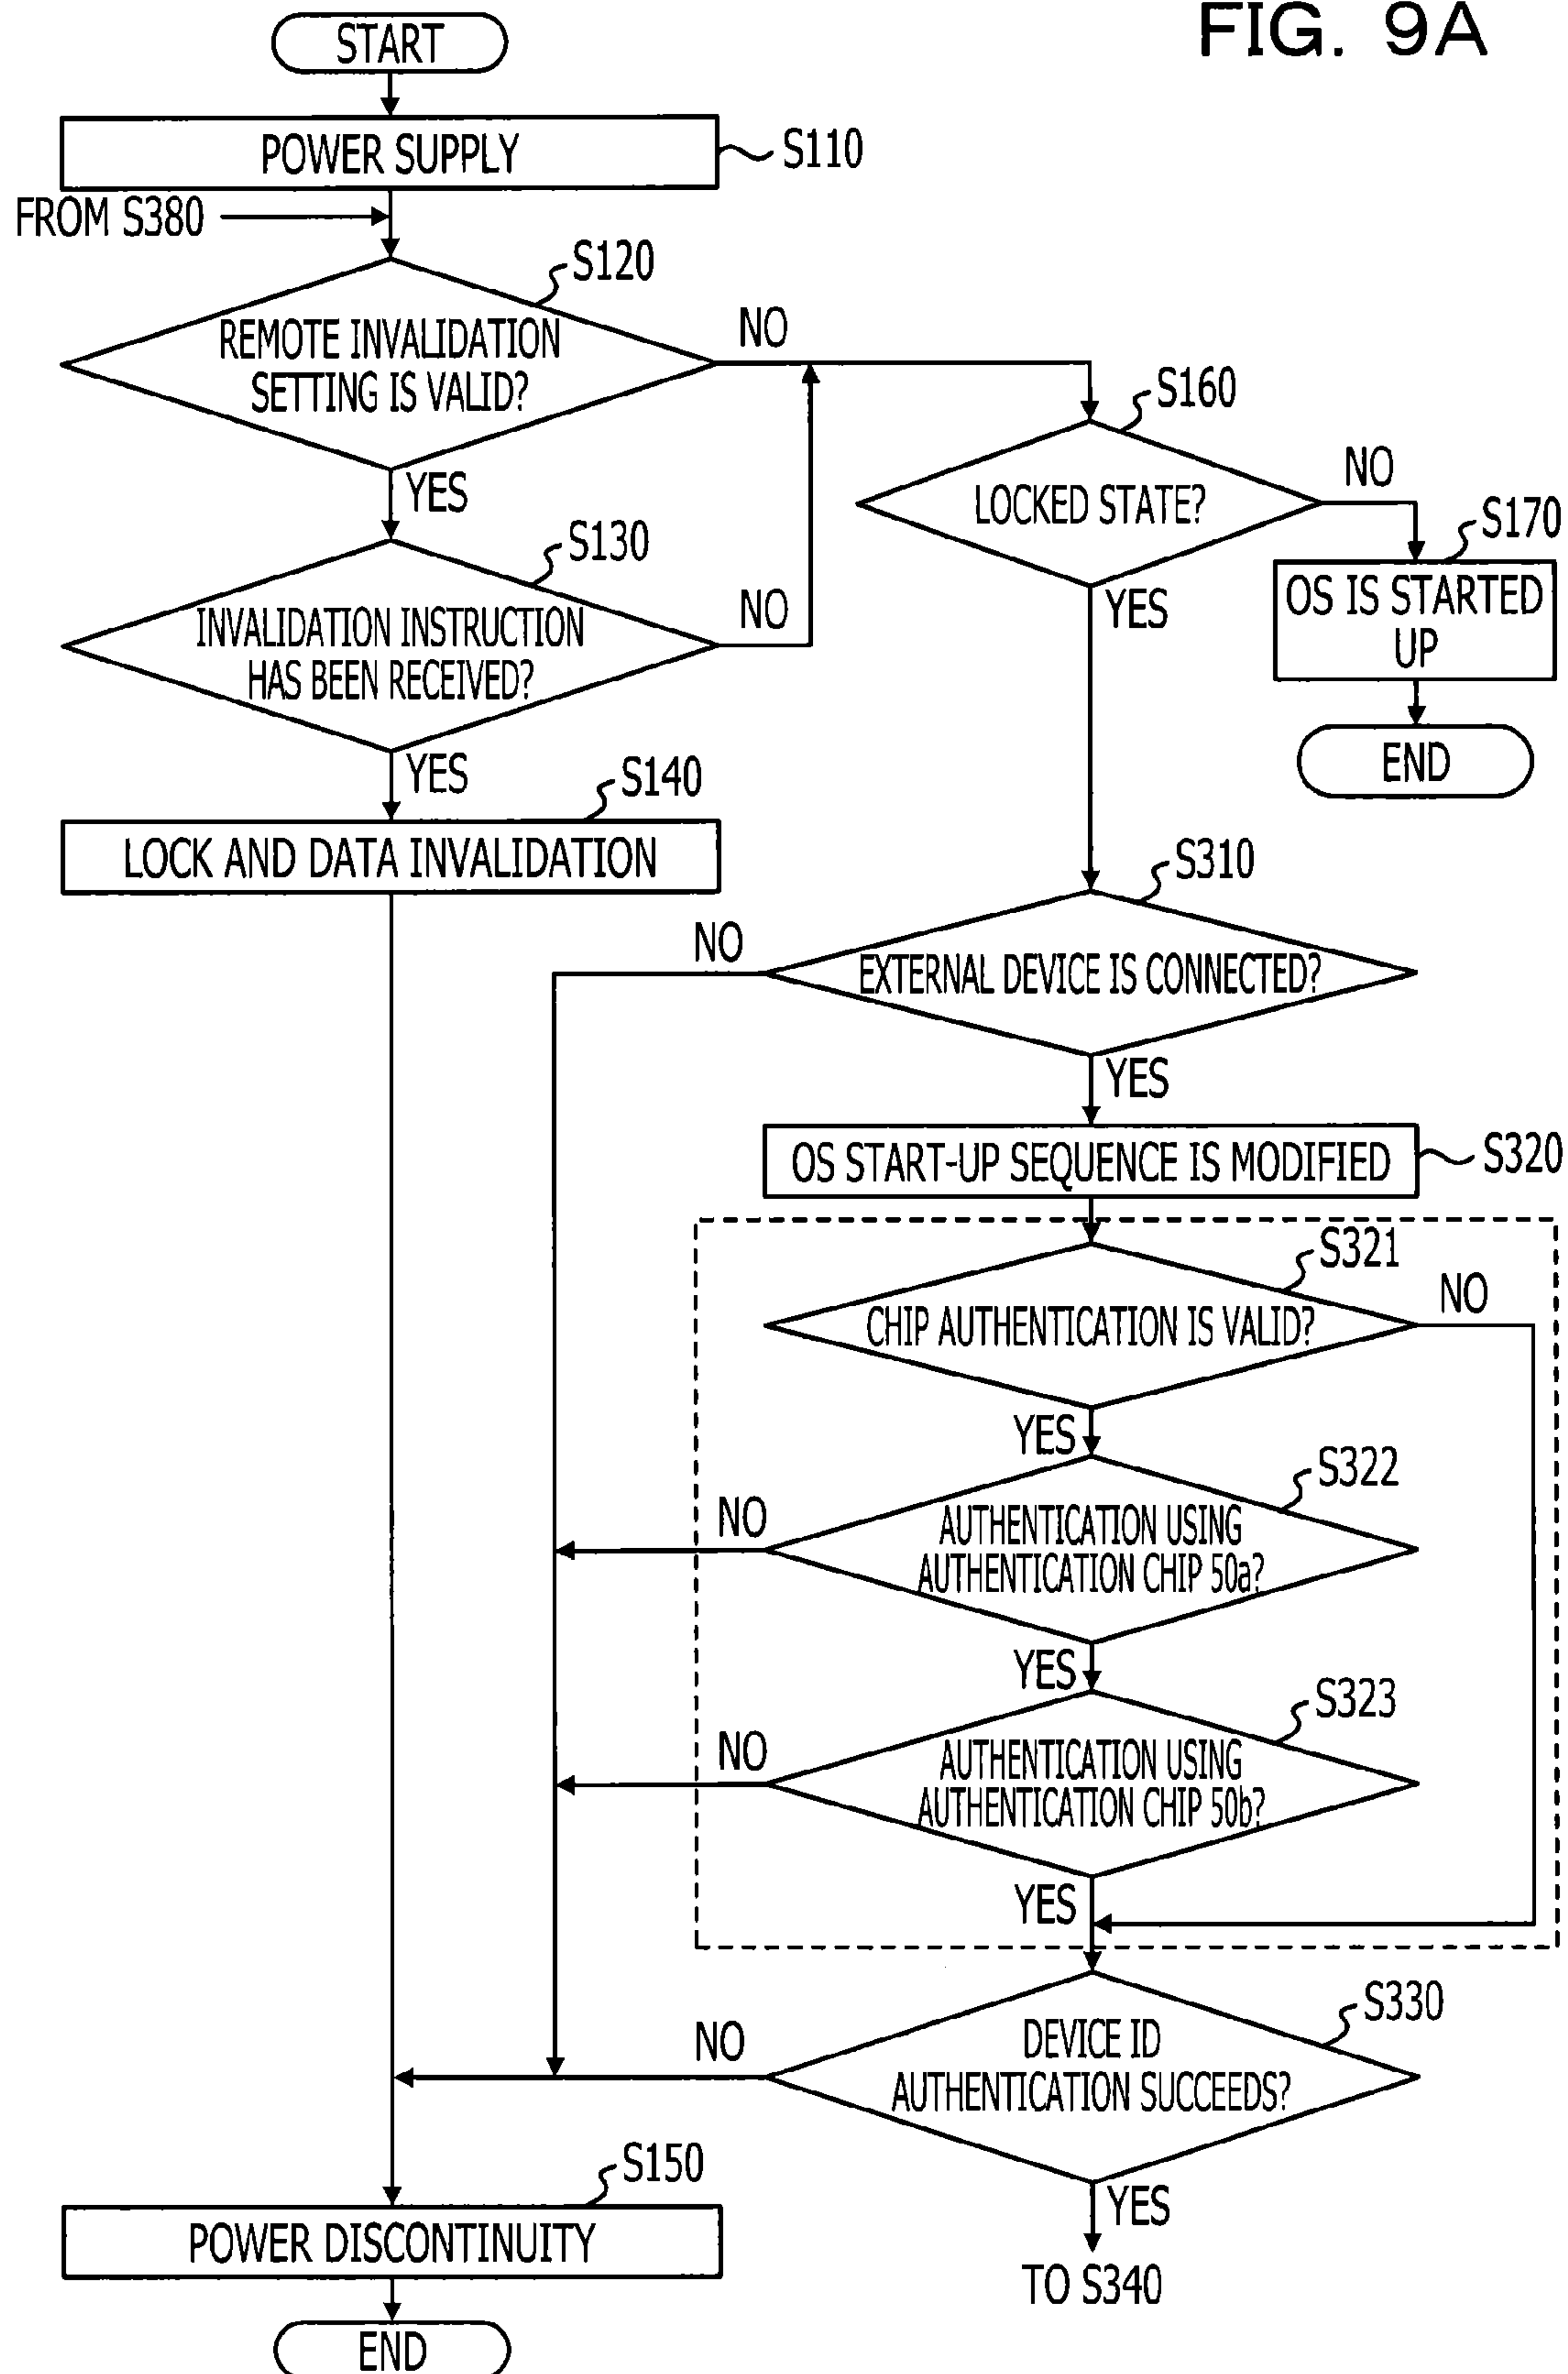 FIG. 9A
START
POWER SUPPLY
S110
FROM S380
S120
REMOTE INVALIDATION
SETTING IS VALID?
NO
YES
S130
INVALIDATION INSTRUCTION
HAS BEEN RECEIVED?
NO
YES
S140
LOCK AND DATA INVALIDATION
S160
LOCKED STATE?
NO
YES
S170
OS IS STARTED
UP
END
S310
EXTERNAL DEVICE IS CONNECTED?
NO
YES
OS START-UP SEQUENCE IS MODIFIED
S320
S321
CHIP AUTHENTICATION IS VALID?
NO
YES
S322
AUTHENTICATION USING
AUTHENTICATION CHIP 50a?
NO
YES
S323
AUTHENTICATION USING
AUTHENTICATION CHIP 50b?
NO
YES
S330
DEVICE ID
AUTHENTICATION SUCCEEDS?
NO
YES
TO S340
S150
POWER DISCONTINUITY
END